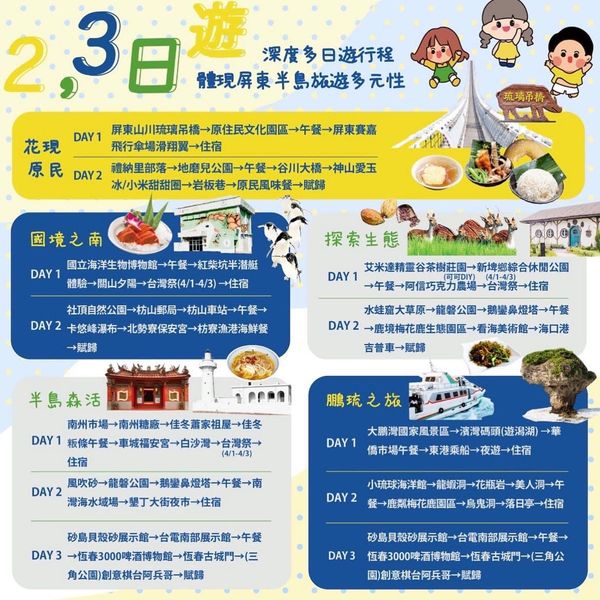 2,3日遊
深度多日遊行程
體現屏東半島旅遊多元性
琉璃吊橋
花現
原民
DAY 1 屏東山川琉璃吊橋→原住民文化園區→午餐→屏東賽嘉
飛行傘場滑翔翼→住宿
DAY 2 禮納里部落→地磨兒公園→午餐→谷川大橋→神山愛玉
冰/小米甜甜圈→岩板巷→原民風味餐→賦歸
國境之南
DAY 1 國立海洋生物博物館→午餐→紅柴坑半潛艇
體驗→關山夕陽→台灣祭(4/1-4/3) →住宿
DAY 2 社頂自然公園→枋山郵局→枋山車站→午餐→
卡悠峰瀑布→北勢寮保安宮→枋寮漁港海鮮餐
→賦歸
探索生態
DAY 1 艾米達精靈谷茶樹莊園→新埤鄉綜合休閒公園
(可可DIY) (4/1-4/3)
→午餐→阿信巧克力農場→台灣祭→住宿
DAY 2 水蛙窟大草原→龍磐公園→鵝鑾鼻燈塔→午餐
→鹿境梅花鹿生態園區→看海美術館→海口港
吉普車→賦歸
半島森活
DAY 1 南州市場→南州糖廠→佳冬蕭家祖屋→佳冬
粄條午餐→車城福安宮→白沙灣→台灣祭→
(4/1-4/3)
住宿
DAY 2 風吹砂→龍磐公園→鵝鑾鼻燈塔→午餐→南
灣海水域場→墾丁大街夜市→住宿
DAY 3 砂島貝殼砂展示館→台電南部展示館→午餐
→恆春3000啤酒博物館→恆春古城門→(三
角公園)創意棋台阿兵哥→賦歸
鵬琉之旅
DAY 1 大鵬灣國家風景區→濱灣碼頭(遊潟湖)→華
僑市場午餐→東港乘船→夜遊→住宿
DAY 2 小琉球海洋館→龍蝦洞→花瓶岩→美人洞→午
餐→鹿粼梅花鹿園區→烏鬼洞→落日亭→住宿
DAY 3 砂島貝殼砂展示館→台電南部展示館→午餐→
恆春3000啤酒博物館→恆春古城門→(三角公
園)創意棋台阿兵哥→賦歸